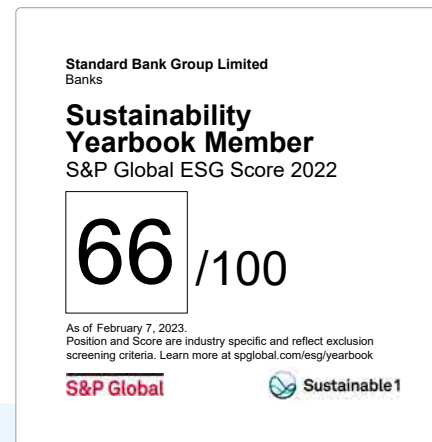 Standard Bank Group Limited
Banks
Sustainability
Yearbook Member
S&P Global ESG Score 2022
66 /100
As of February 7, 2023.
Position and Score are industry specific and reflect exclusion
screening criteria. Learn more at spglobal.com/esg/yearbook
S&P Global
Sustainable1